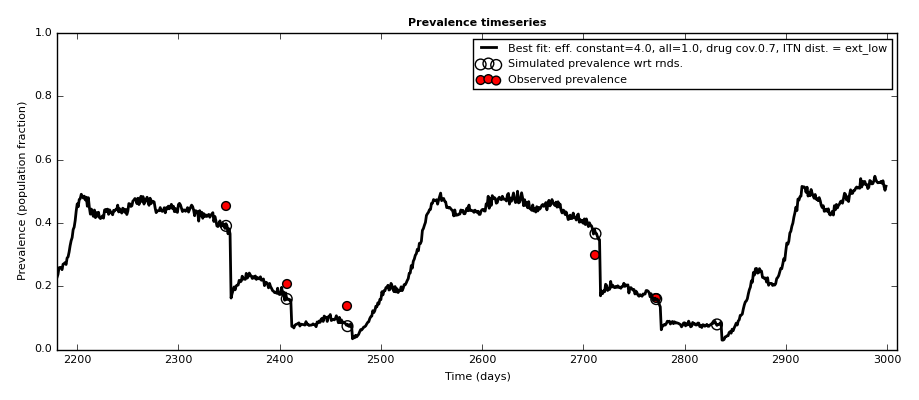 Prevalence timeseries
Best fit: eff. constant=4.0, all=1.0, drug cov.0.7, ITN dist. = ext_low
Simulated prevalence wrt rnds.
Observed prevalence
Prevalence (population fraction)
1.0
0.8
0.6
0.4
0.2
0.0
2200 2300 2400 2500 2600 2700 2800 2900 3000
Time (days)